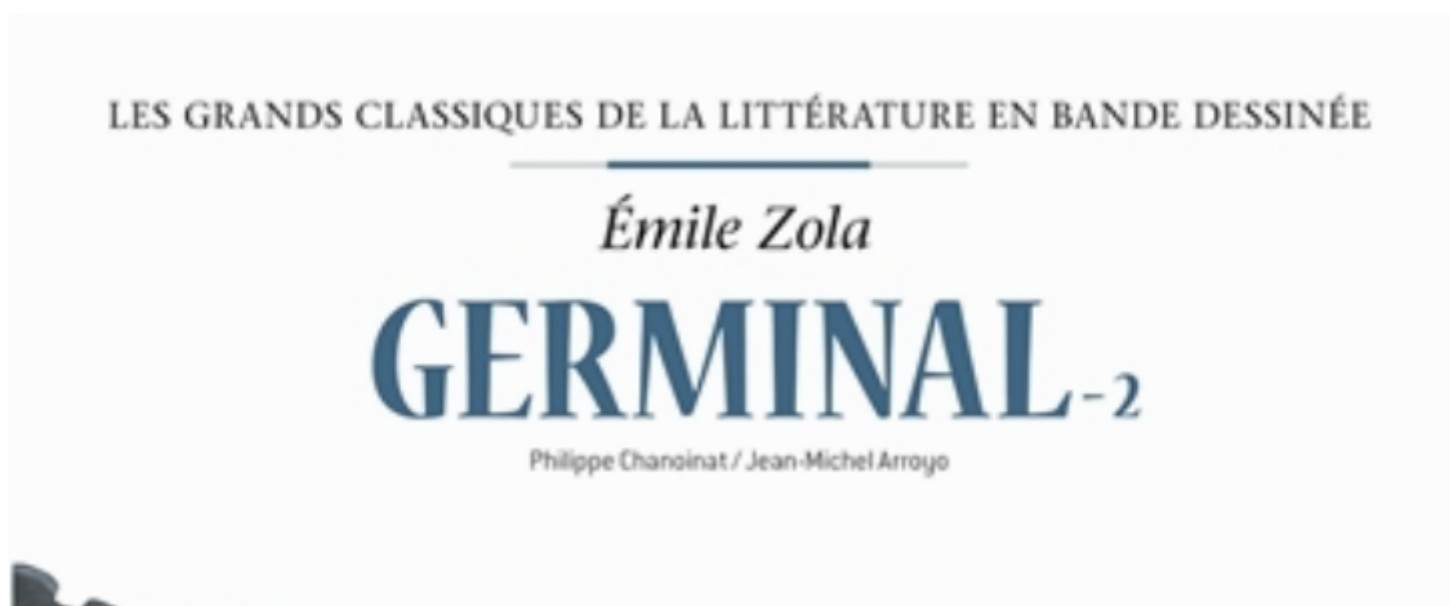 LES GRANDS CLASSIQUES DE LA LITTÉRATURE EN BANDE DESSINÉE
Émile Zola
GERMINAL-2
Philippe Chanoinat / Jean-Michel Arroyo